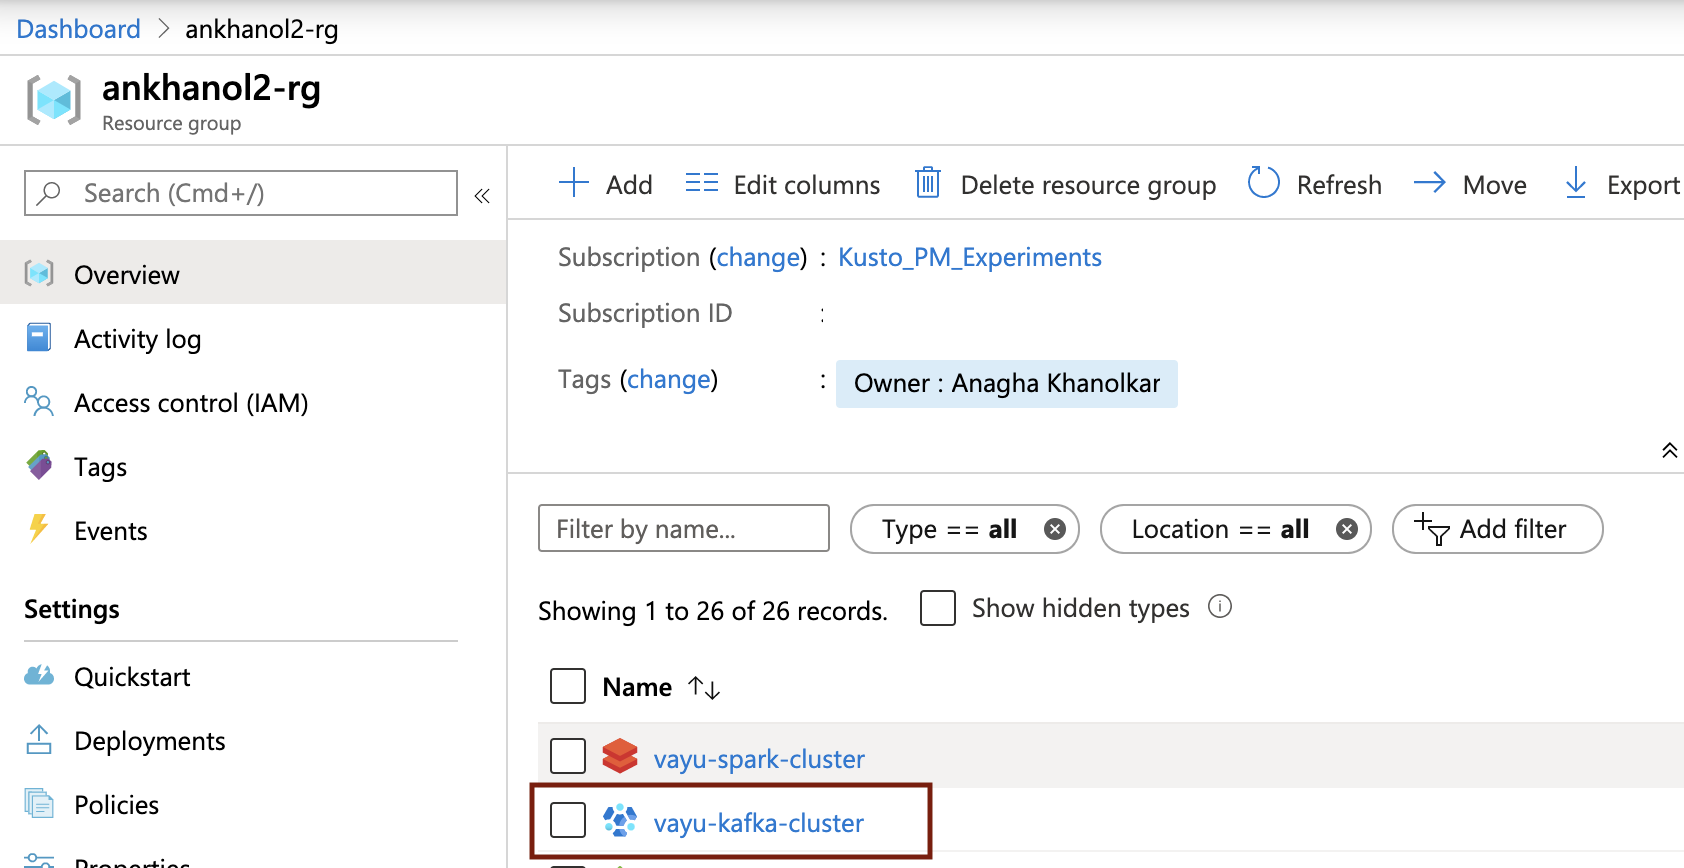 Dashboard > ankhanol2-rg
ankhanol2-rg
Resource group
Search (Cmd+/)
«
Add
Edit columns
Delete resource group
Refresh
Move
Export
Overview
Activity log
Access control (IAM)
Tags
Events
Settings
Quickstart
Deployments
Policies
Properties
Subscription (change) : Kusto_PM_Experiments
Subscription ID :
Tags (change) : Owner : Anagha Khanolkar
Filter by name...
Type == all
Location == all
Add filter
Showing 1 to 26 of 26 records.
Show hidden types
Name ↑↓
vayu-spark-cluster
vayu-kafka-cluster